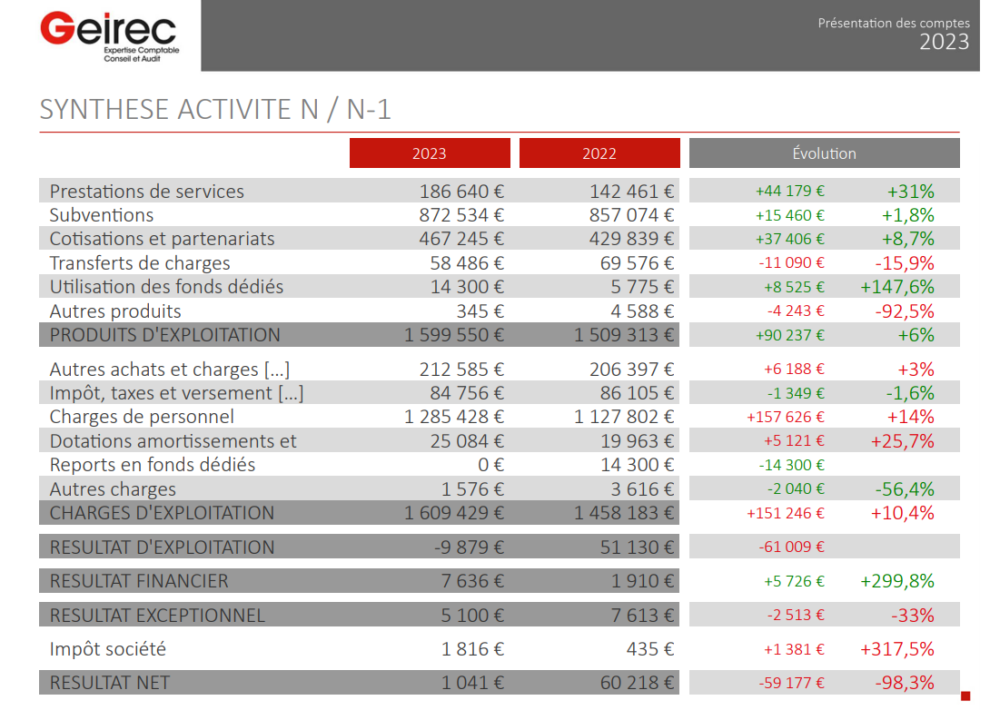 Geirec
Expertise Comptable
Conseil et Audit
Présentation des comptes
2023
SYNTHESE ACTIVITE N / N-1
2023 2022 Évolution
Prestations de services 186 640 € 142 461 € +44 179 € +31%
Subventions 872 534 € 857 074 € +15 460 € +1,8%
Cotisations et partenariats 467 245 € 429 839 € +37 406 € +8,7%
Transferts de charges 58 486 € 69 576 € -11 090 € -15,9%
Utilisation des fonds dédiés 14 300 € 5 775 € +8 525 € +147,6%
Autres produits 345 € 4 588 € -4 243 € -92,5%
PRODUITS D'EXPLOITATION 1 599 550 € 1 509 313 € +90 237 € +6%
Autres achats et charges [...] 212 585 € 206 397 € +6 188 € +3%
Impôt, taxes et versement [...] 84 756 € 86 105 € -1 349 € -1,6%
Charges de personnel 1 285 428 € 1 127 802 € +157 626 € +14%
Dotations amortissements et 25 084 € 19 963 € +5 121 € +25,7%
Reports en fonds dédiés 0 € 14 300 € -14 300 €
Autres charges 1 576 € 3 616 € -2 040 € -56,4%
CHARGES D'EXPLOITATION 1 609 429 € 1 458 183 € +151 246 € +10,4%
RESULTAT D'EXPLOITATION -9 879 € 51 130 € -61 009 €
RESULTAT FINANCIER 7 636 € 1 910 € +5 726 € +299,8%
RESULTAT EXCEPTIONNEL 5 100 € 7 613 € -2 513 € -33%
Impôt société 1 816 € 435 € +1 381 € +317,5%
RESULTAT NET 1 041 € 60 218 € -59 177 € -98,3%